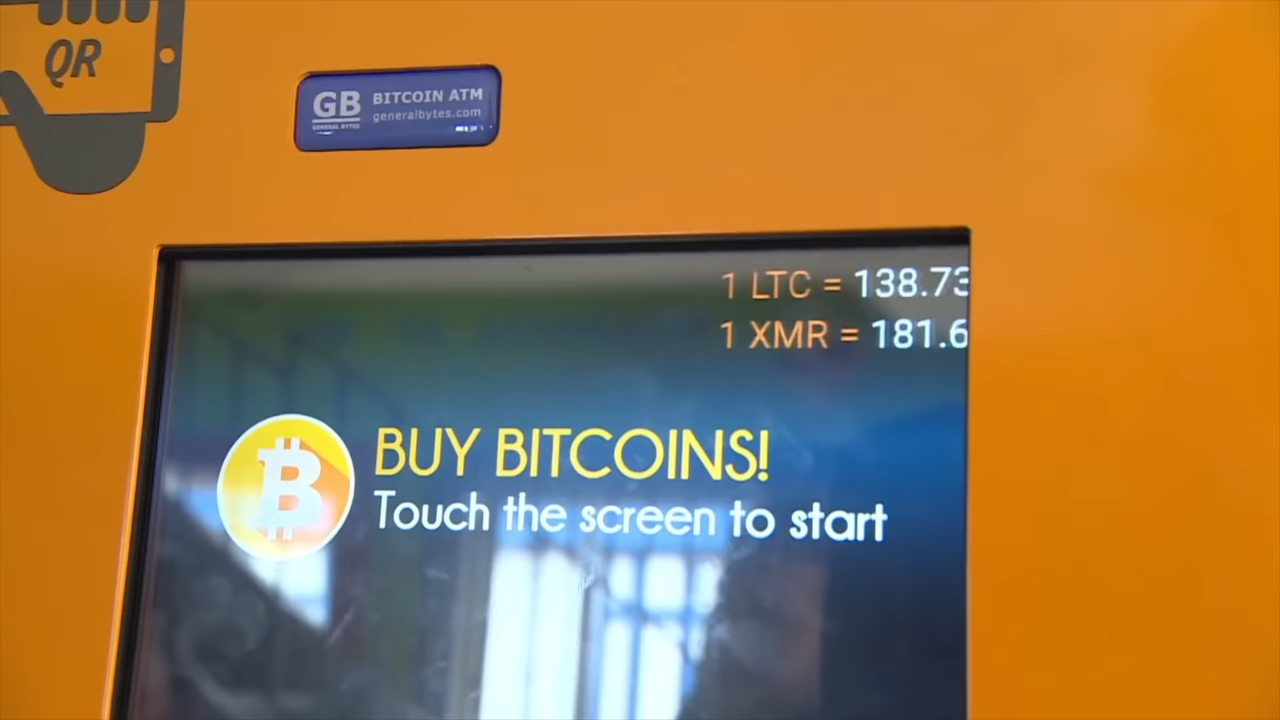 QR
GB
GENERAL BYTES
BITCOIN ATM
generalbytes.com
1 LTC = 138.73
1 XMR = 181.6
BUY BITCOINS!
Touch the screen to start